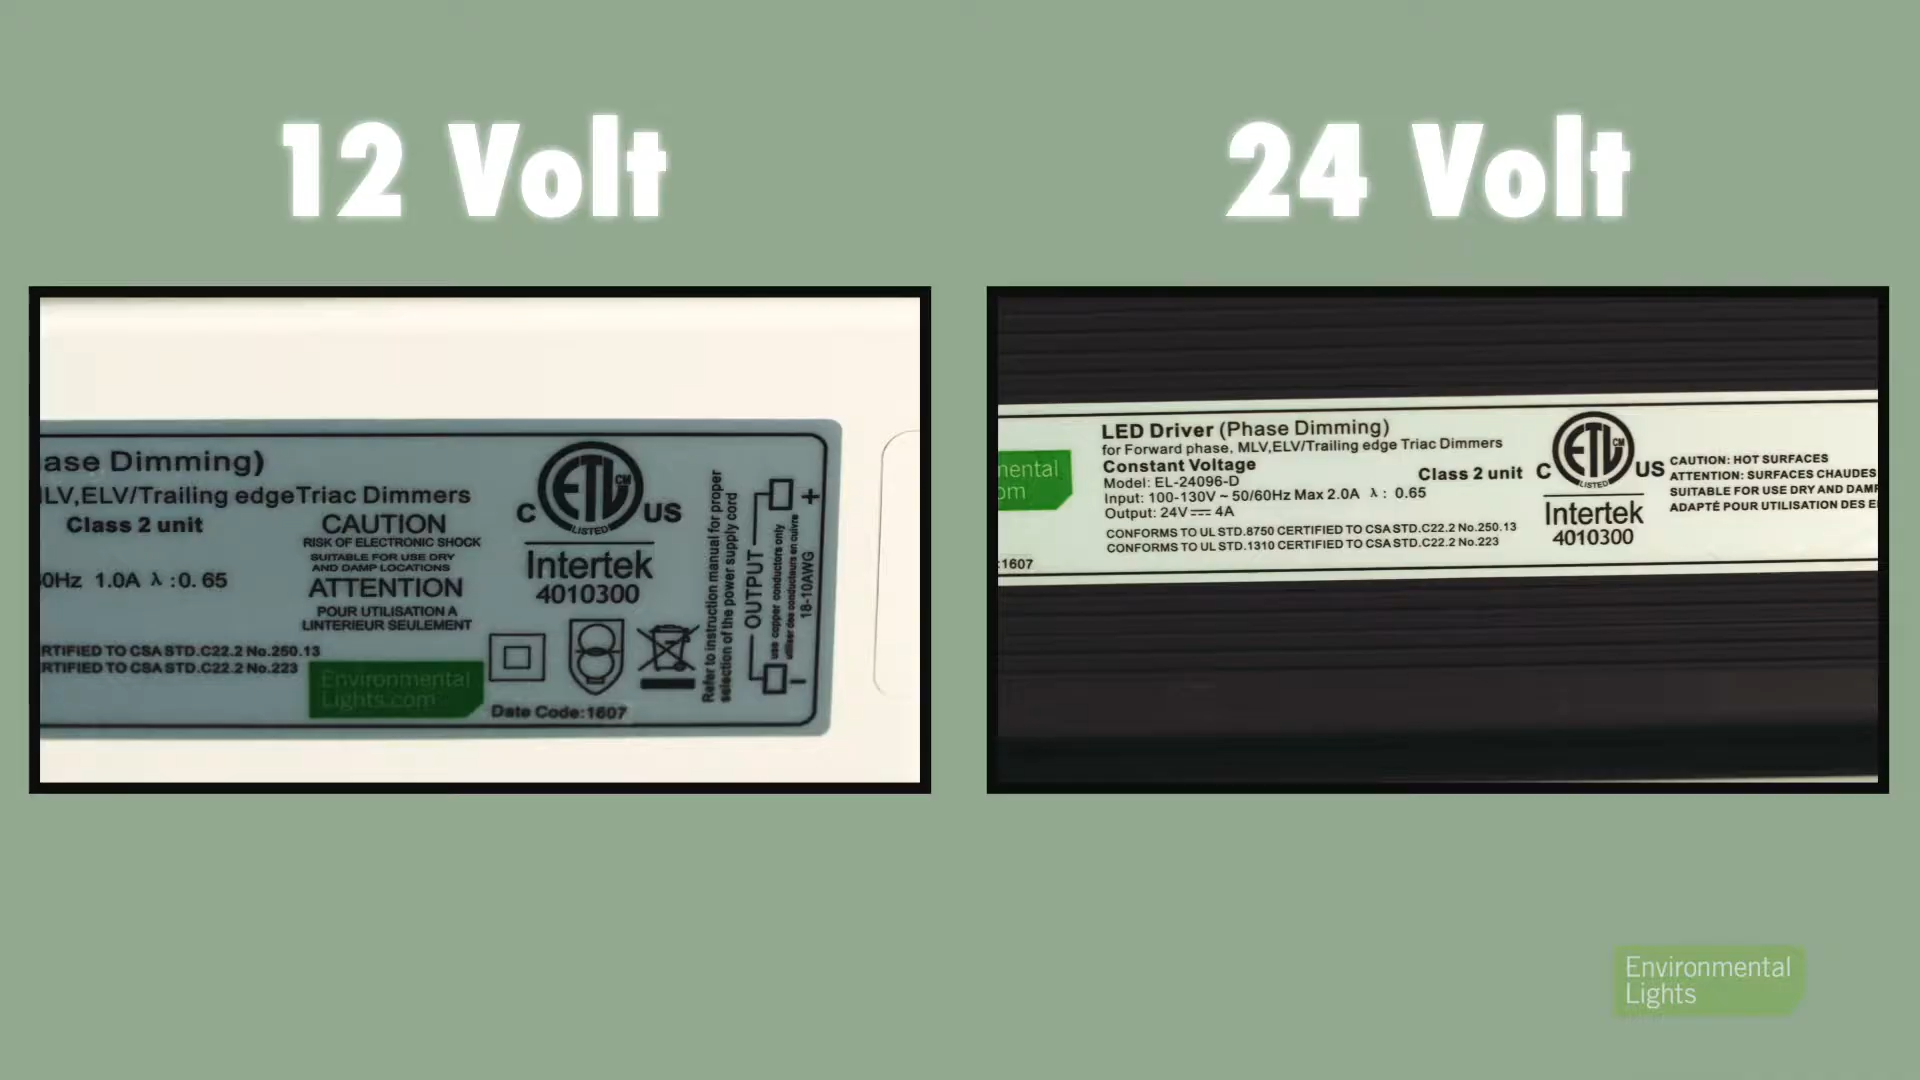 12 Volt
24 Volt
ase Dimming)
LV,ELV/Trailing edge Triac Dimmers
Class 2 unit
CAUTION
RISK OF ELECTRONIC SHOCK
SUITABLE FOR USE DRY
AND DAMP LOCATIONS
ATTENTION
POUR UTILISATION A
LINTERIEUR SEULEMENT
0Hz 1.0A λ :0.65
RTIFIED TO CSA STD.C22.2 No.250.13
RTIFIED TO CSA STD.C22.2 No.223
Environmental
Lights.com
C ETL CM US
LISTED
Intertek
4010300
Date Code:1607
Refer to instruction manual for proper
selection of the power supply cord
OUTPUT
+
-
use copper conductors only
utiliser des conducteurs en cuivre
18-10AWG
nental
om
:1607
LED Driver (Phase Dimming)
for Forward phase, MLV,ELV/Trailing edge Triac Dimmers
Constant Voltage
Class 2 unit
Model: EL-24096-D
Input: 100-130V ~ 50/60Hz Max 2.0A λ : 0.65
Output: 24V⎓ 4A
CONFORMS TO UL STD.8750 CERTIFIED TO CSA STD.C22.2 No.250.13
CONFORMS TO UL STD.1310 CERTIFIED TO CSA STD.C22.2 No.223
C ETL CM US
LISTED
Intertek
4010300
CAUTION: HOT SURFACES
ATTENTION: SURFACES CHAUDES
SUITABLE FOR USE DRY AND DAMP
ADAPTÉ POUR UTILISATION DES E
Environmental
Lights